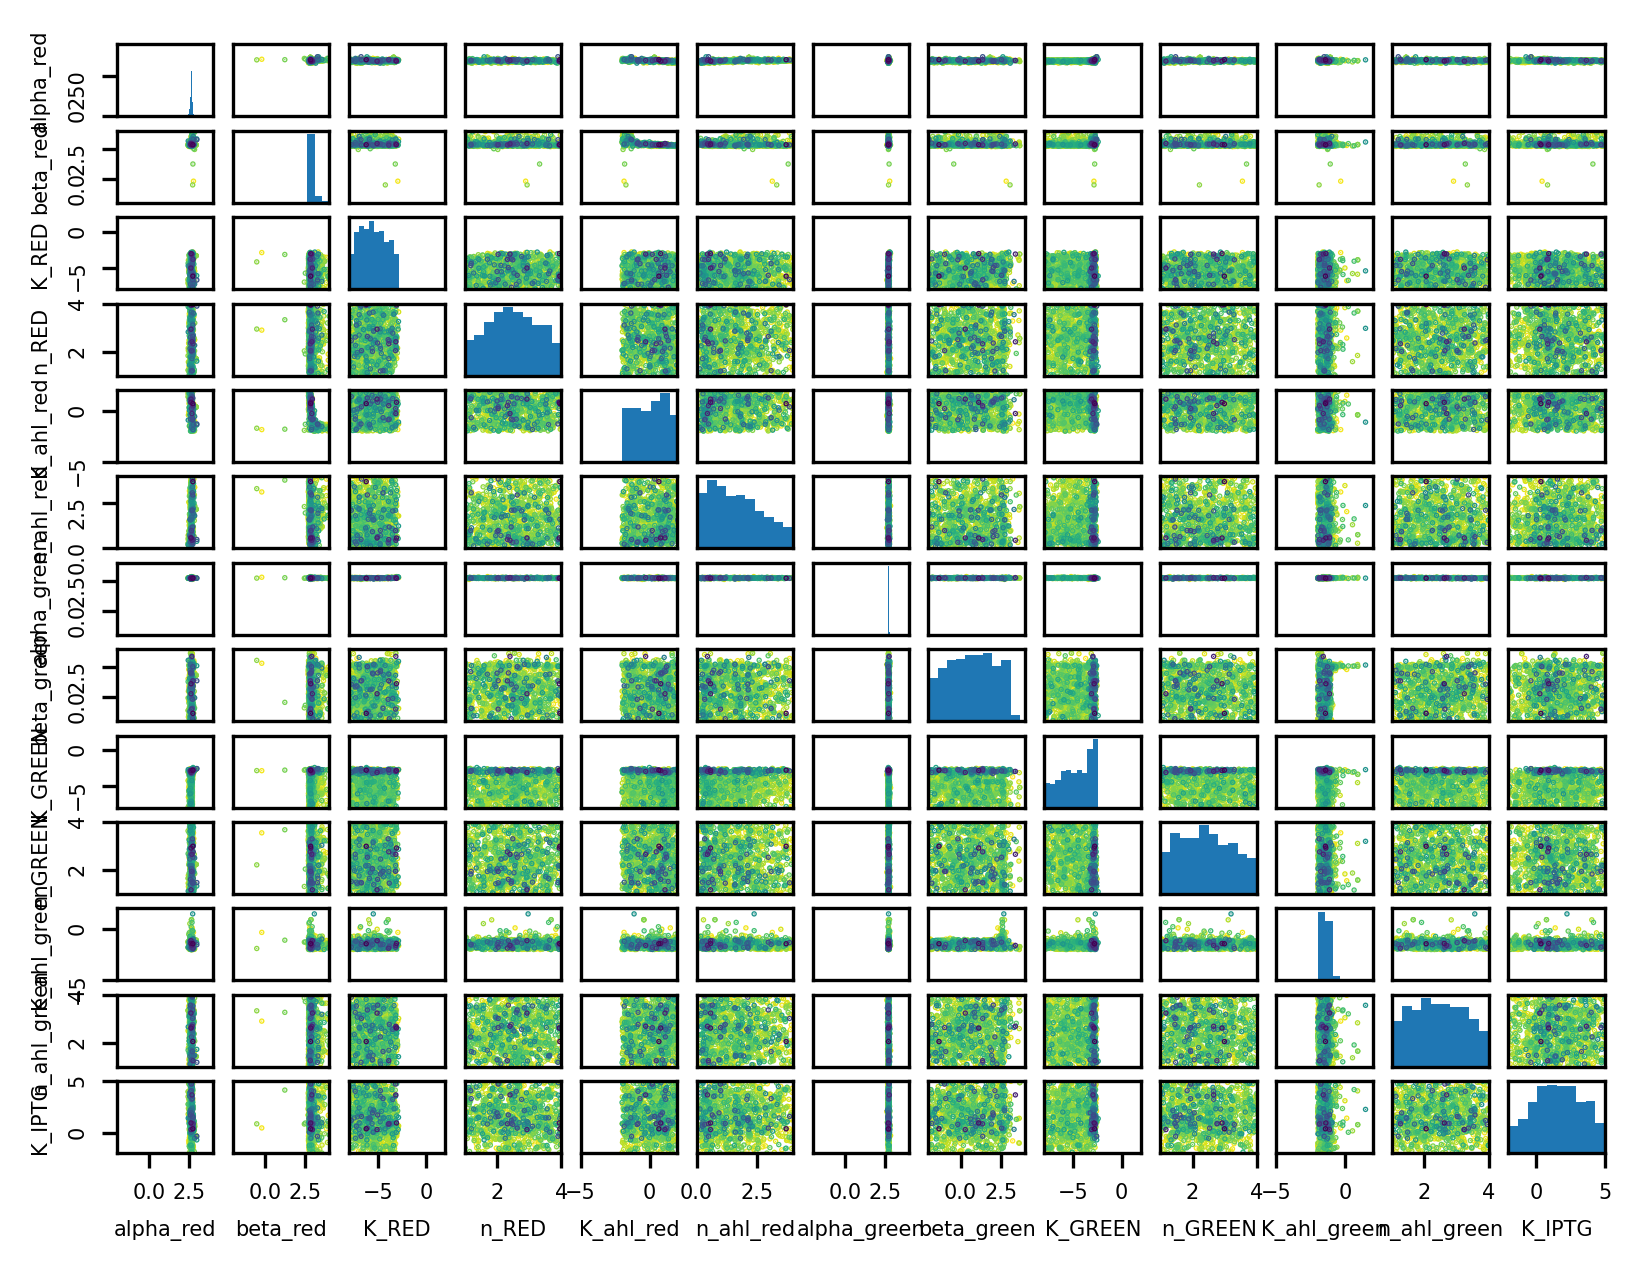 alpha_red
0250
beta_red
0.02.5
K_RED
0
−5
n_RED
4
2
K_ahl_red
0
−5
n_ahl_red
2.5
0.0
alpha_green
0.02.5
beta_green
0.02.5
K_GREEN
0
−5
n_GREEN
4
2
K_ahl_green
0
−5
n_ahl_green
4
2
K_IPTG
5
0
0.0 2.5 0.0 2.5 −5 0 2 4 −5 0 0.0 2.5 0.0 2.5 0.0 2.5 −5 0 2 4 −5 0 2 4 0 5
alpha_red beta_red K_RED n_RED K_ahl_red n_ahl_red alpha_green beta_green K_GREEN n_GREEN K_ahl_green n_ahl_green K_IPTG